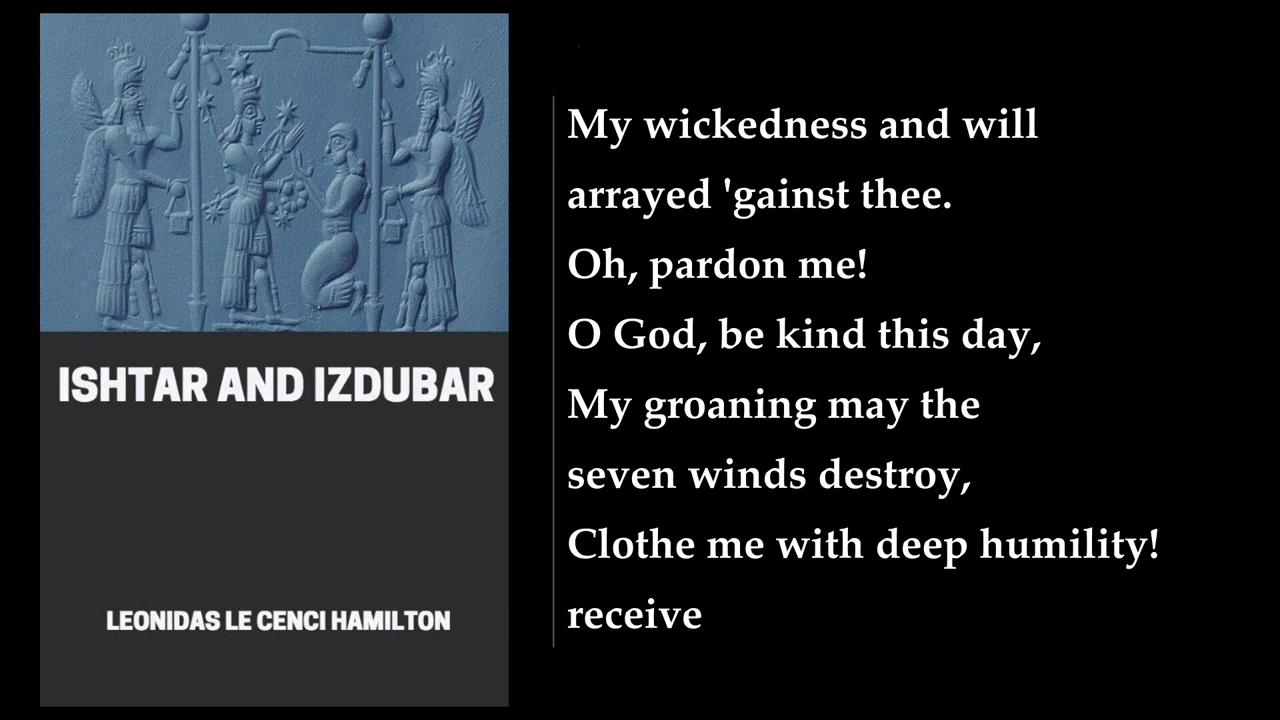 ISHTAR AND IZDUBAR
LEONIDAS LE CENCI HAMILTON
My wickedness and will
arrayed 'gainst thee.
Oh, pardon me!
O God, be kind this day,
My groaning may the
seven winds destroy,
Clothe me with deep humility!
receive